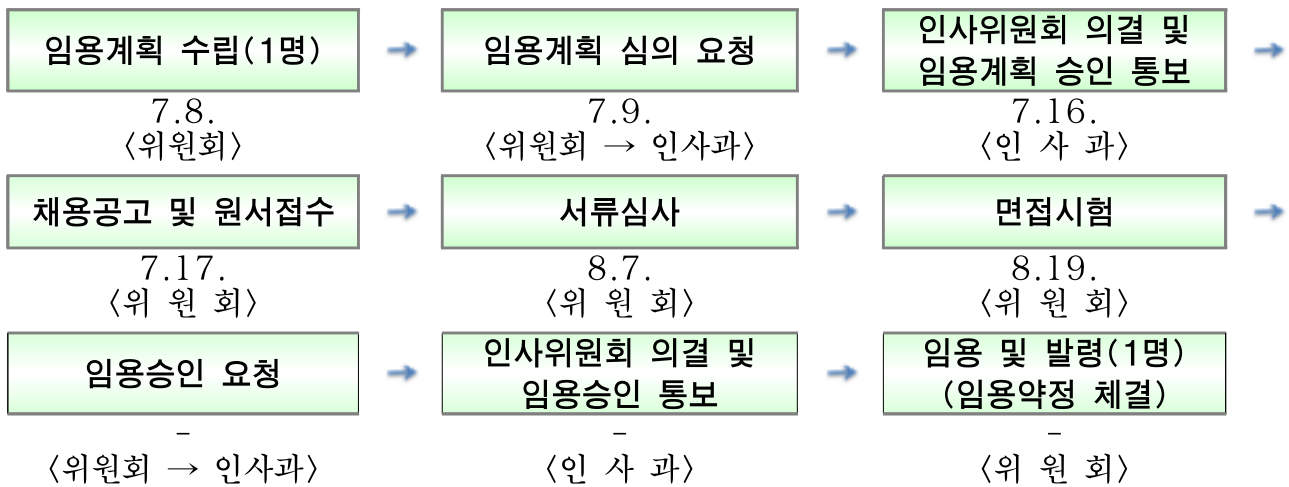 임용계획 수립(1명) → 임용계획 심의 요청 → 인사위원회 의결 및
임용계획 승인 통보 →
7.8. 7.9. 7.16.
〈위원회〉 〈위원회 → 인사과〉 〈인 사 과〉
채용공고 및 원서접수 → 서류심사 → 면접시험 →
7.17. 8.7. 8.19.
〈위 원 회〉 〈위 원 회〉 〈위 원 회〉
임용승인 요청 → 인사위원회 의결 및
임용승인 통보 → 임용 및 발령(1명)
(임용약정 체결)
- - -
〈위원회 → 인사과〉 〈인 사 과〉 〈위 원 회〉